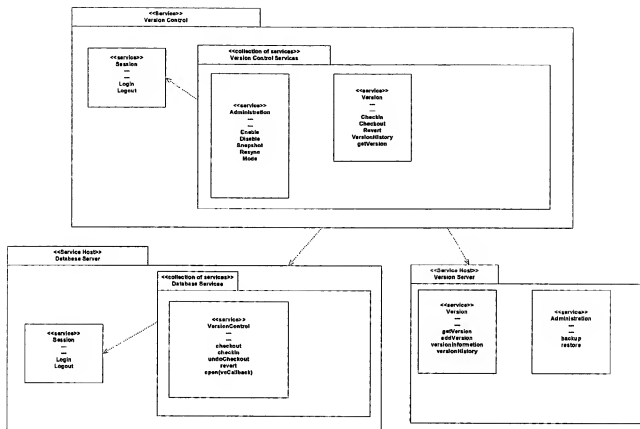 <<Service>>
Version Control
<<service>>
Session
---
---
Login
Logout
<<collection of services>>
Version Control Services
<<service>>
Administration
---
---
Enable
Disable
Snapshot
Resync
Mode
<<service>>
Version
---
---
Checkin
Checkout
Revert
VersionHistory
getVersion
<<Service Host>>
Database Server
<<service>>
Session
---
---
Login
Logout
<<collection of services>>
Database Services
<<service>>
VersionControl
---
---
checkout
checkin
undoCheckout
revert
open(vcCallback)
<<Service Host>>
Version Server
<<service>>
Version
---
---
getVersion
addVersion
versionInformation
versionHistory
<<service>>
Administration
---
---
backup
restore